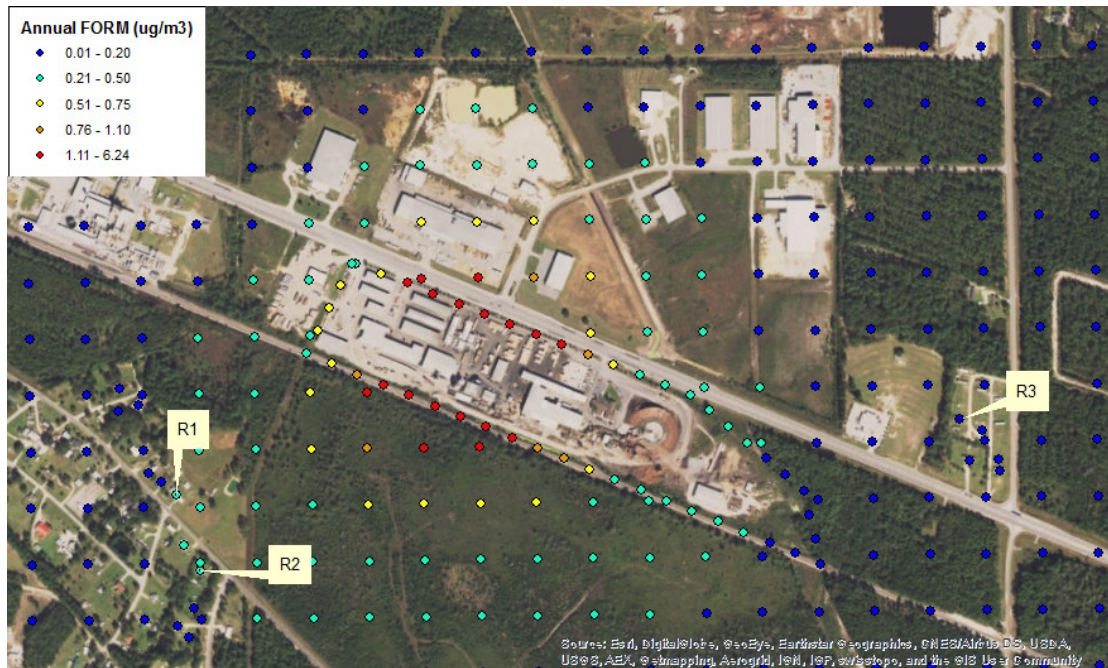 Annual FORM (ug/m3)
0.01 - 0.20
0.21 - 0.50
0.51 - 0.75
0.76 - 1.10
1.11 - 6.24
R1
R2
R3
Source: Esri, DigitalGlobe, GeoEye, Earthstar Geographics, CNES/Airbus DS, USDA,
USGS, AEX, Getmapping, Aerogrid, IGN, IGP, swisstopo, and the GIS User Community